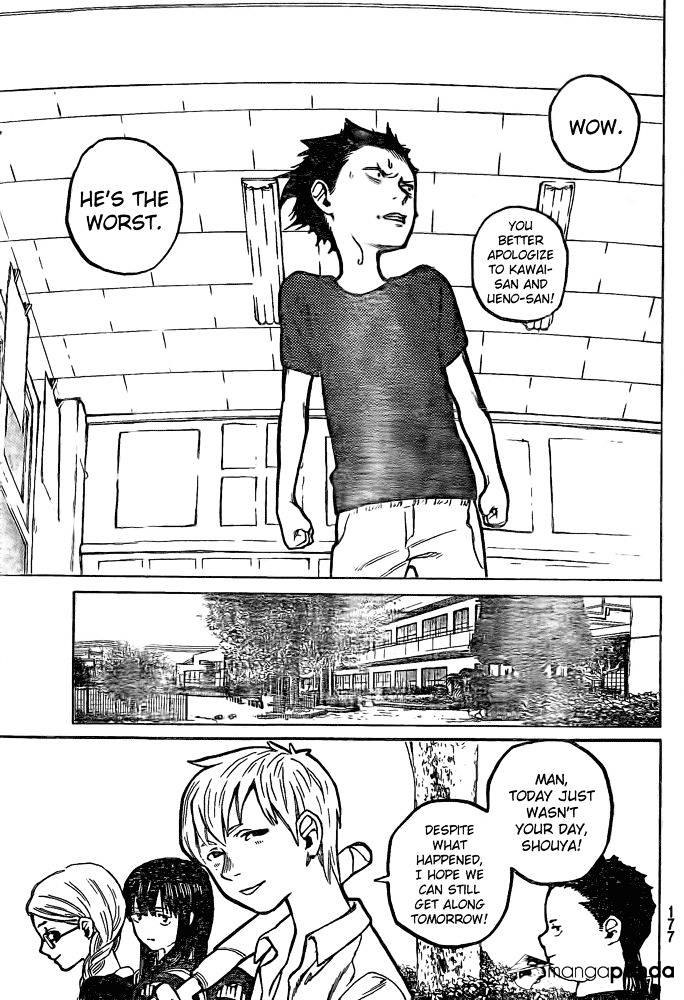 WOW.
YOU
BETTER
APOLOGIZE
TO KAWAI-
SAN AND
UENO-SAN!
HE'S THE
WORST.
MAN,
TODAY JUST
WASN'T
YOUR DAY,
SHOUYA!
DESPITE
WHAT
HAPPENED,
I HOPE WE
CAN STILL
GET ALONG
TOMORROW!
177
mangapanda